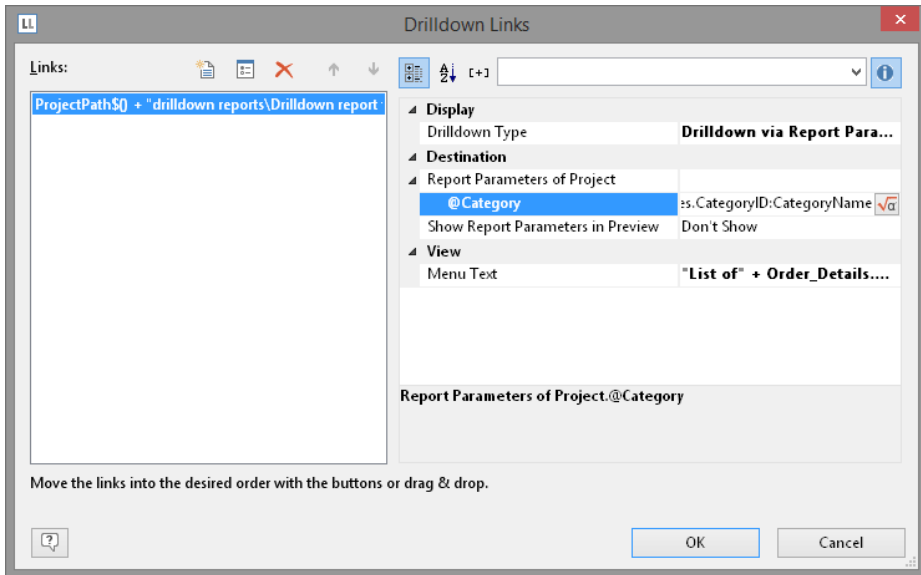 LL
Drilldown Links
Links:
[+]
ProjectPath$() + "drilldown reports\Drilldown report
Display
Drilldown Type Drilldown via Report Para...
Destination
Report Parameters of Project
@Category es.CategoryID:CategoryName
Show Report Parameters in Preview Don't Show
View
Menu Text "List of" + Order_Details....
Report Parameters of Project.@Category
Move the links into the desired order with the buttons or drag & drop.
OK Cancel